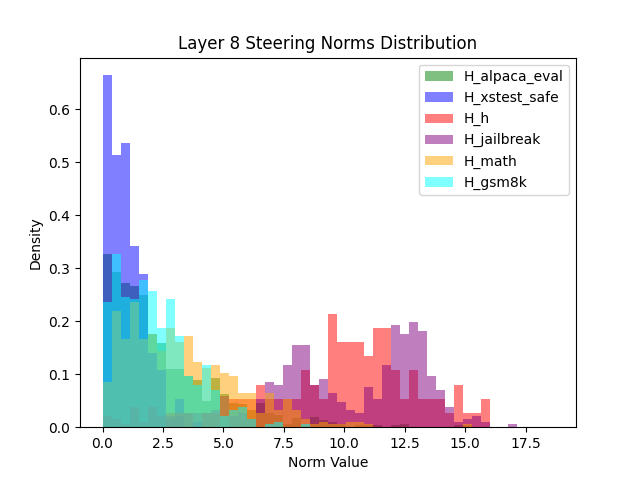 Layer 8 Steering Norms Distribution
H_alpaca_eval
H_xstest_safe
H_h
H_jailbreak
H_math
H_gsm8k
Density
0.6
0.5
0.4
0.3
0.2
0.1
0.0
0.0 2.5 5.0 7.5 10.0 12.5 15.0 17.5
Norm Value